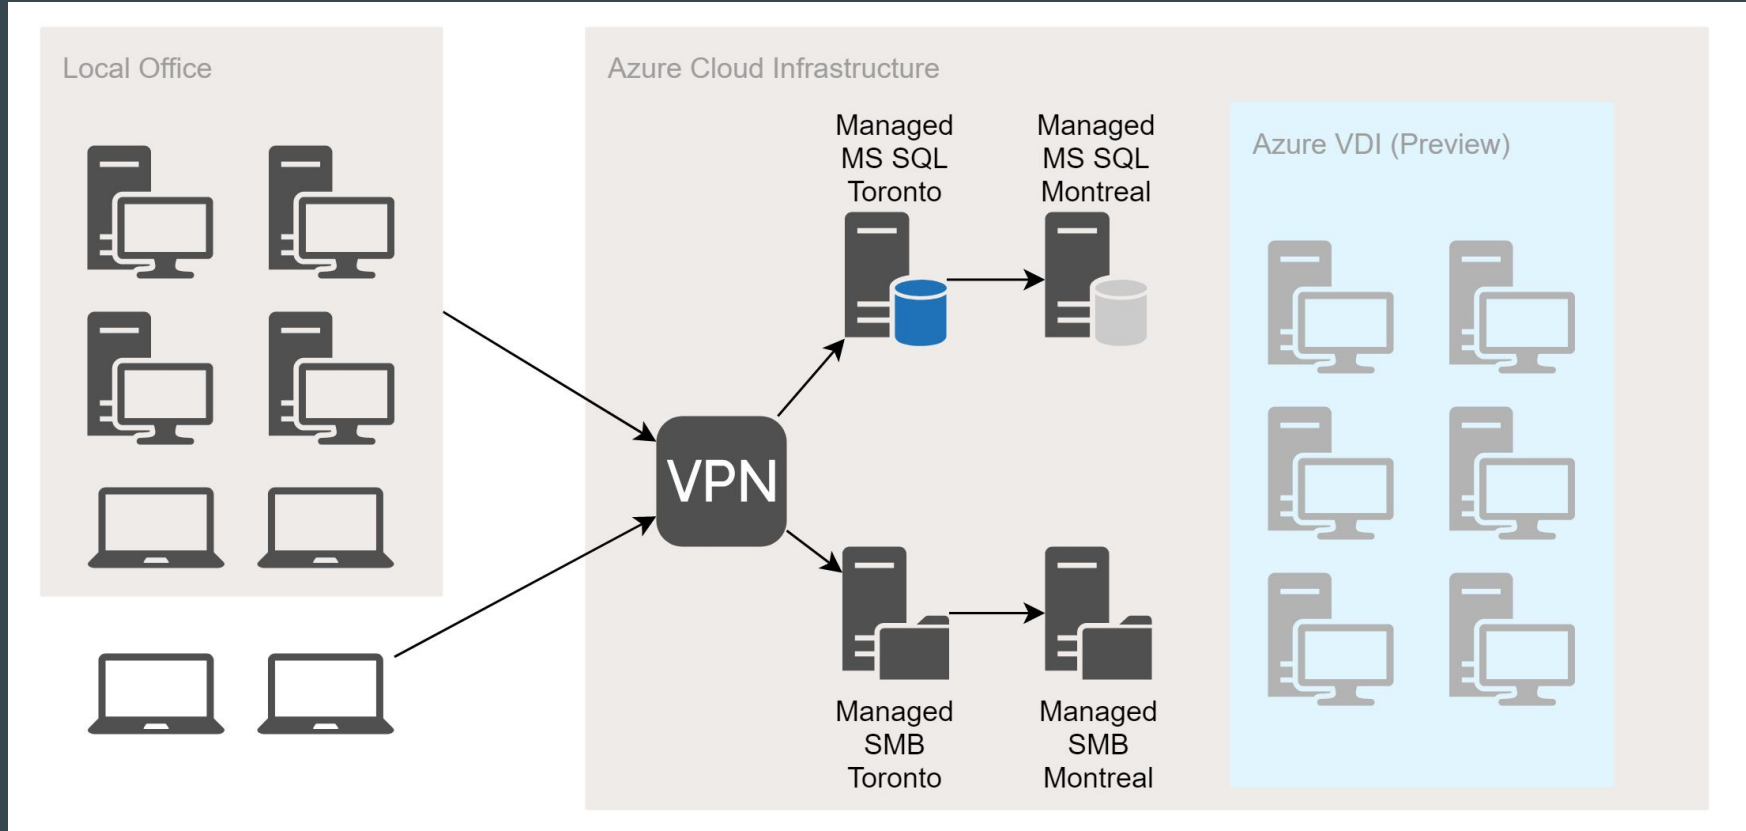 Local Office
Azure Cloud Infrastructure
Managed
MS SQL
Toronto
Managed
MS SQL
Montreal
Azure VDI (Preview)
VPN
Managed
SMB
Toronto
Managed
SMB
Montreal